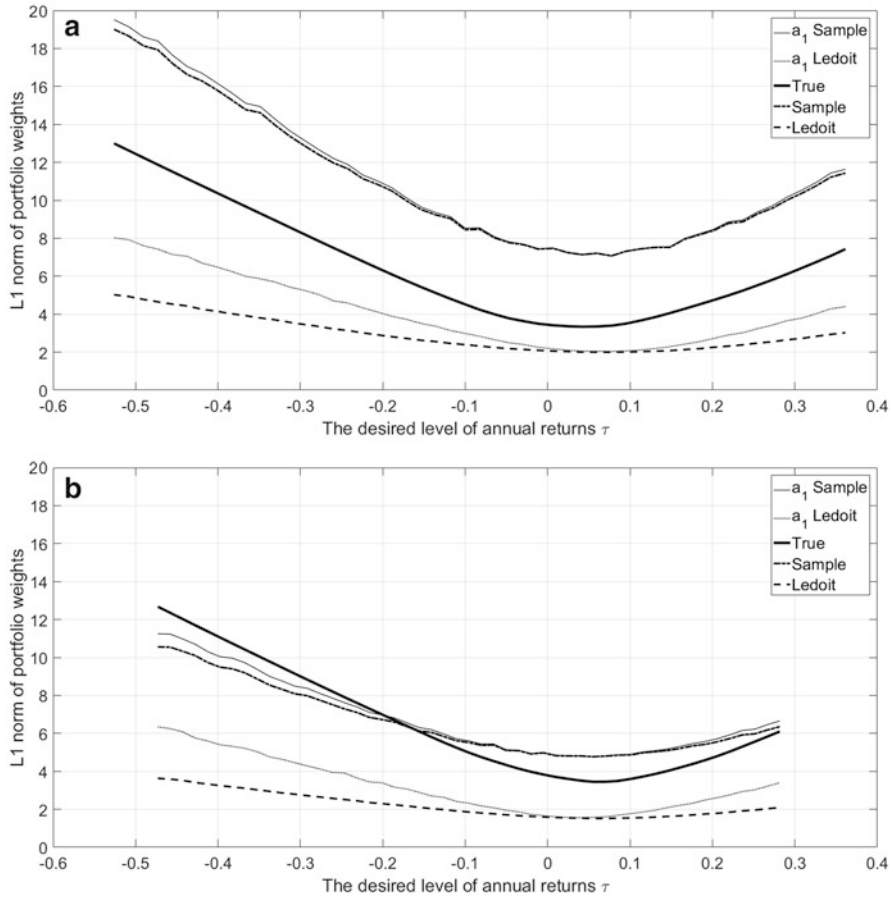 a
20
18
16
14
12
10
8
6
4
2
0
L1 norm of portfolio weights
a1 Sample
a1 Ledoit
True
Sample
Ledoit
-0.6 -0.5 -0.4 -0.3 -0.2 -0.1 0 0.1 0.2 0.3 0.4
The desired level of annual returns τ
b
20
18
16
14
12
10
8
6
4
2
0
L1 norm of portfolio weights
a1 Sample
a1 Ledoit
True
Sample
Ledoit
-0.6 -0.5 -0.4 -0.3 -0.2 -0.1 0 0.1 0.2 0.3 0.4
The desired level of annual returns τ